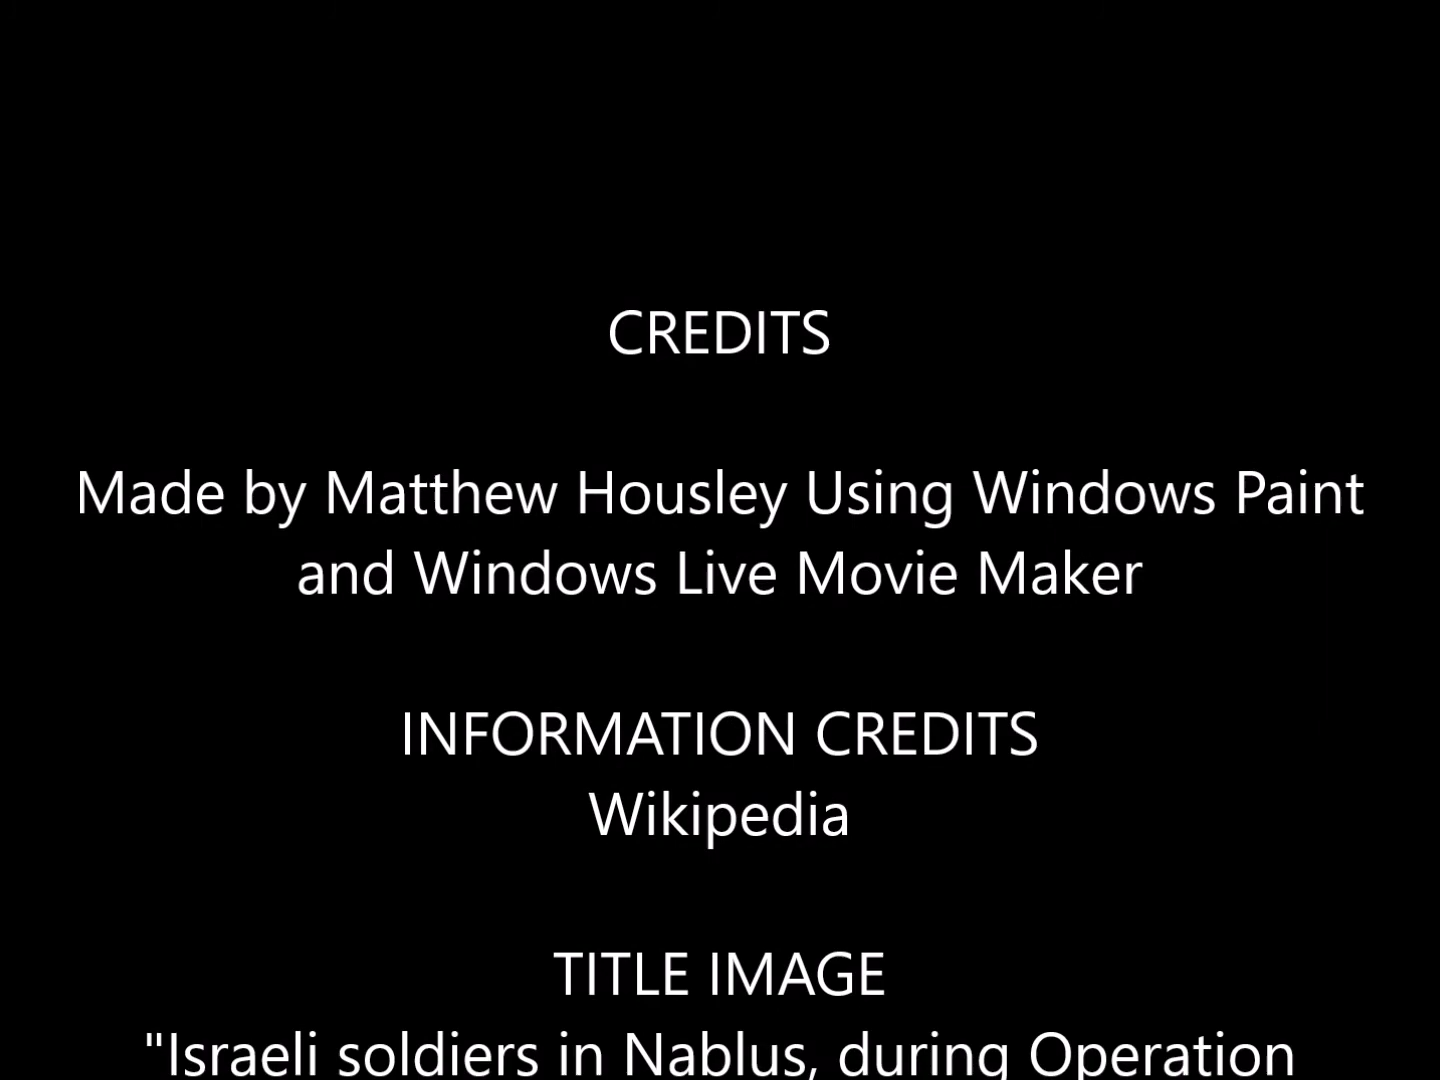 CREDITS
Made by Matthew Housley Using Windows Paint
and Windows Live Movie Maker
INFORMATION CREDITS
Wikipedia
TITLE IMAGE
"Israeli soldiers in Nablus, during Operation